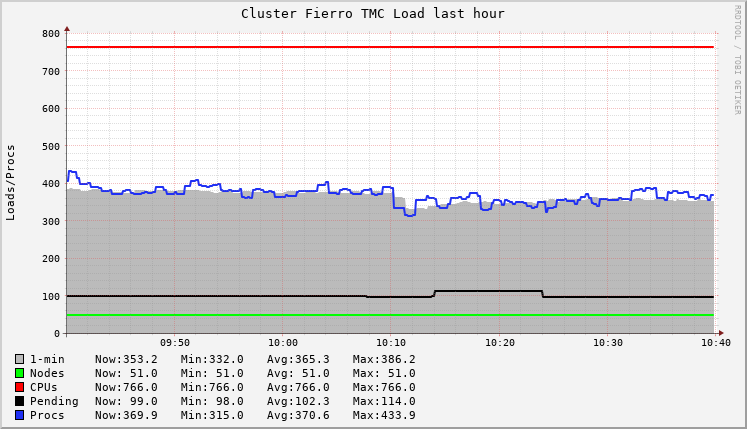 Cluster Fierro TMC Load last hour
RRDTOOL / TOBI OETIKER
Loads/Procs
800
700
600
500
400
300
200
100
0
09:50 10:00 10:10 10:20 10:30 10:40
1-min Now:353.2 Min:332.0 Avg:365.3 Max:386.2
Nodes Now: 51.0 Min: 51.0 Avg: 51.0 Max: 51.0
CPUs Now:766.0 Min:766.0 Avg:766.0 Max:766.0
Pending Now: 99.0 Min: 98.0 Avg:102.3 Max:114.0
Procs Now:369.9 Min:315.0 Avg:370.6 Max:433.9